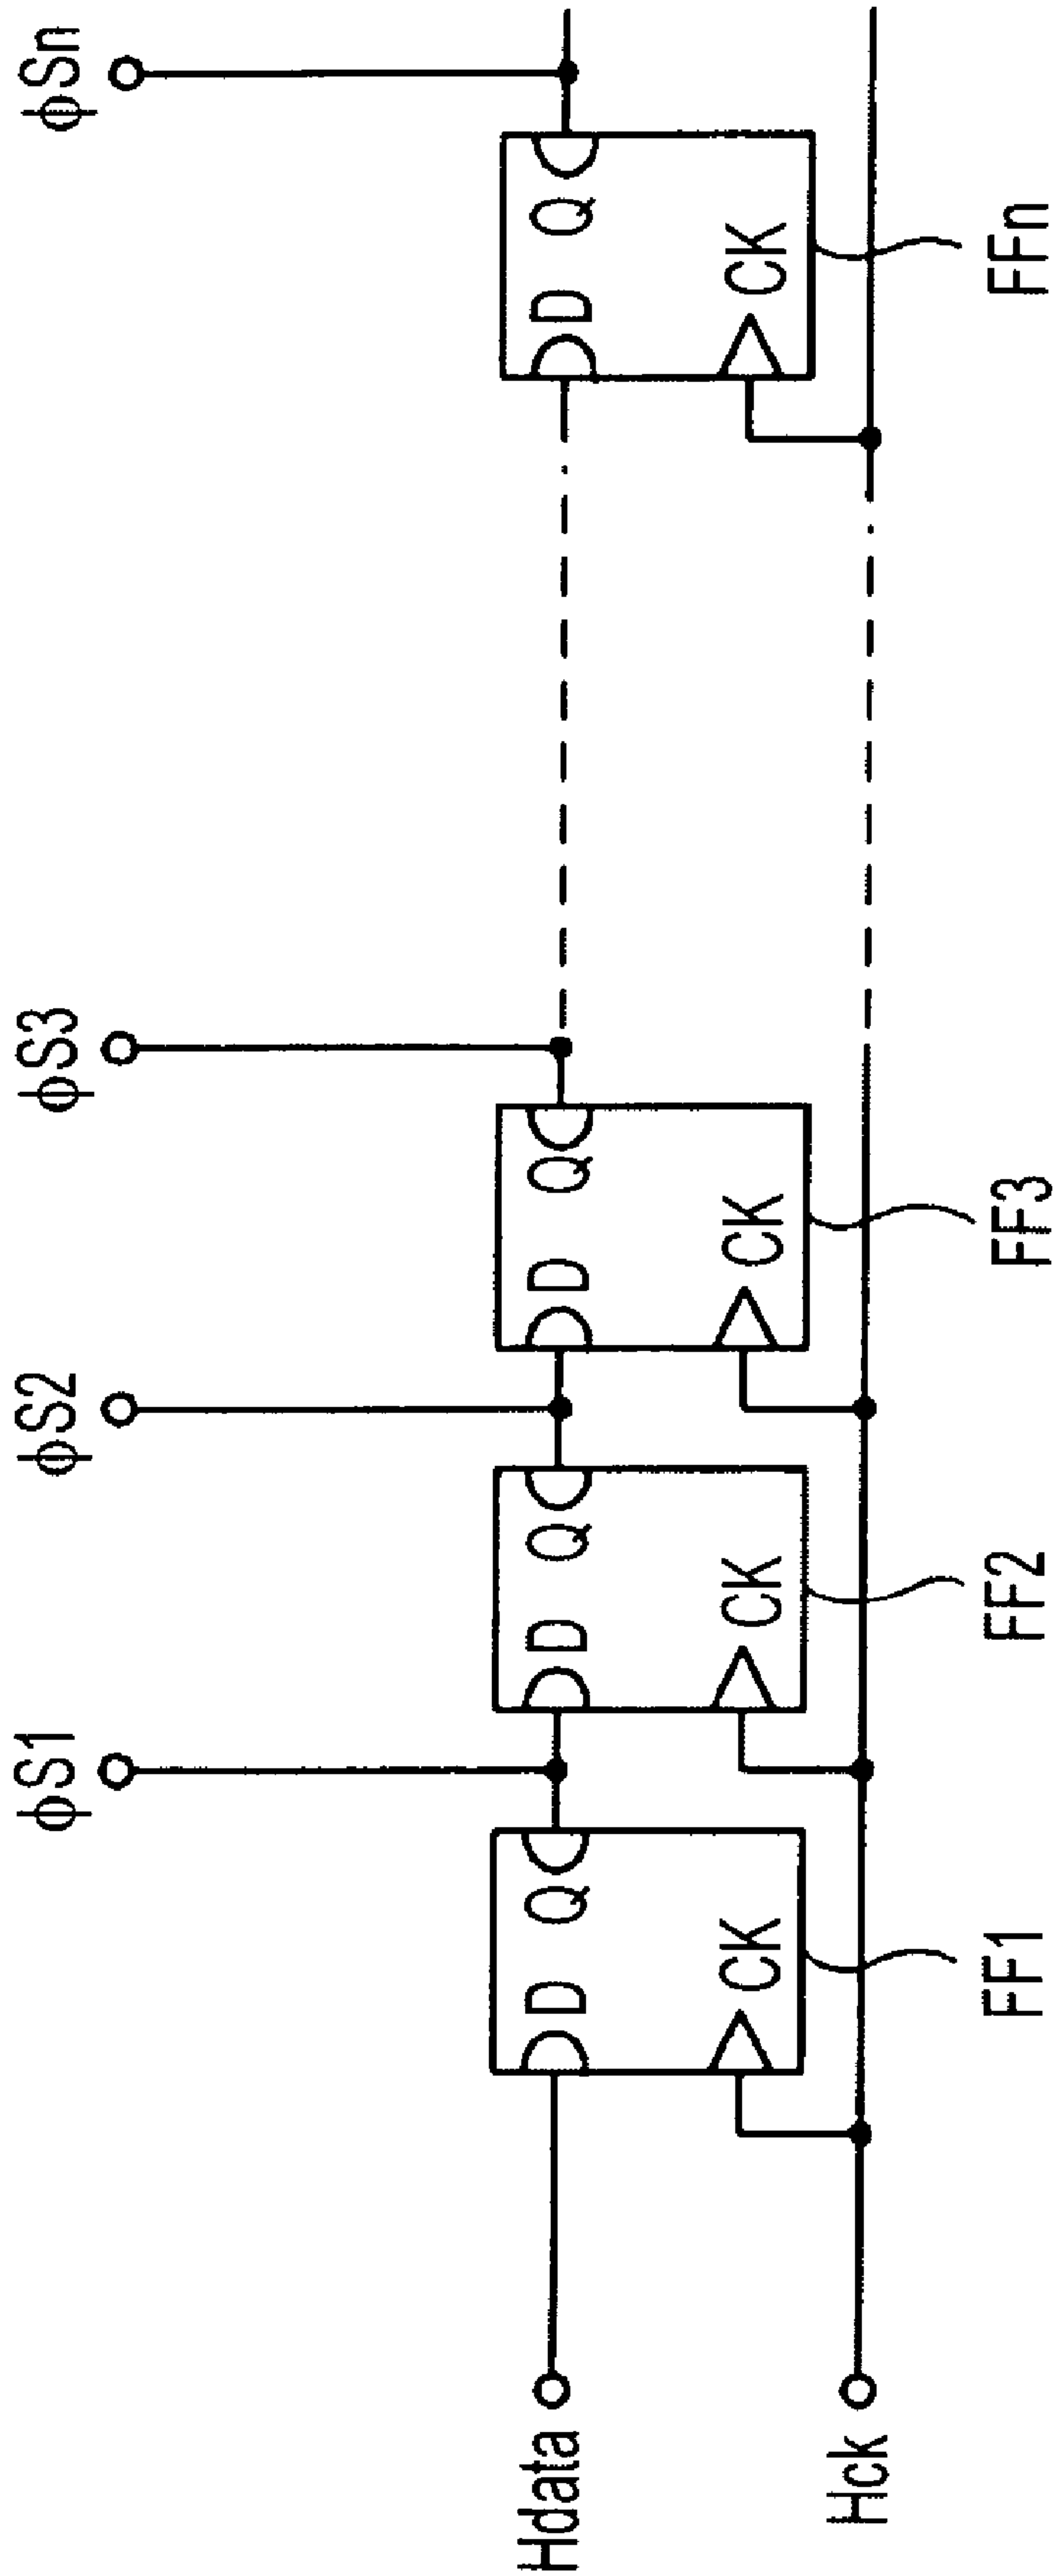 φS1 φS2 φS3 φSn
D Q D Q D Q D Q
Hdata
CK CK CK CK
Hck
FF1 FF2 FF3 FFn